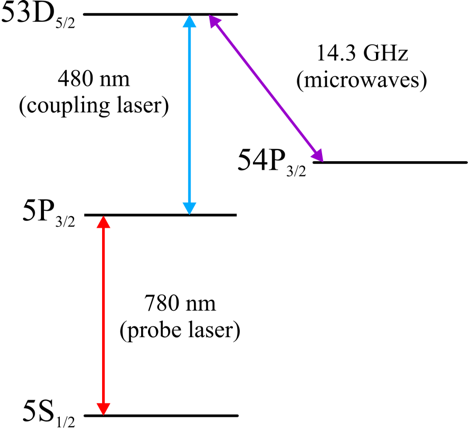 53D5/2
480 nm
(coupling laser)
14.3 GHz
(microwaves)
54P3/2
5P3/2
780 nm
(probe laser)
5S1/2